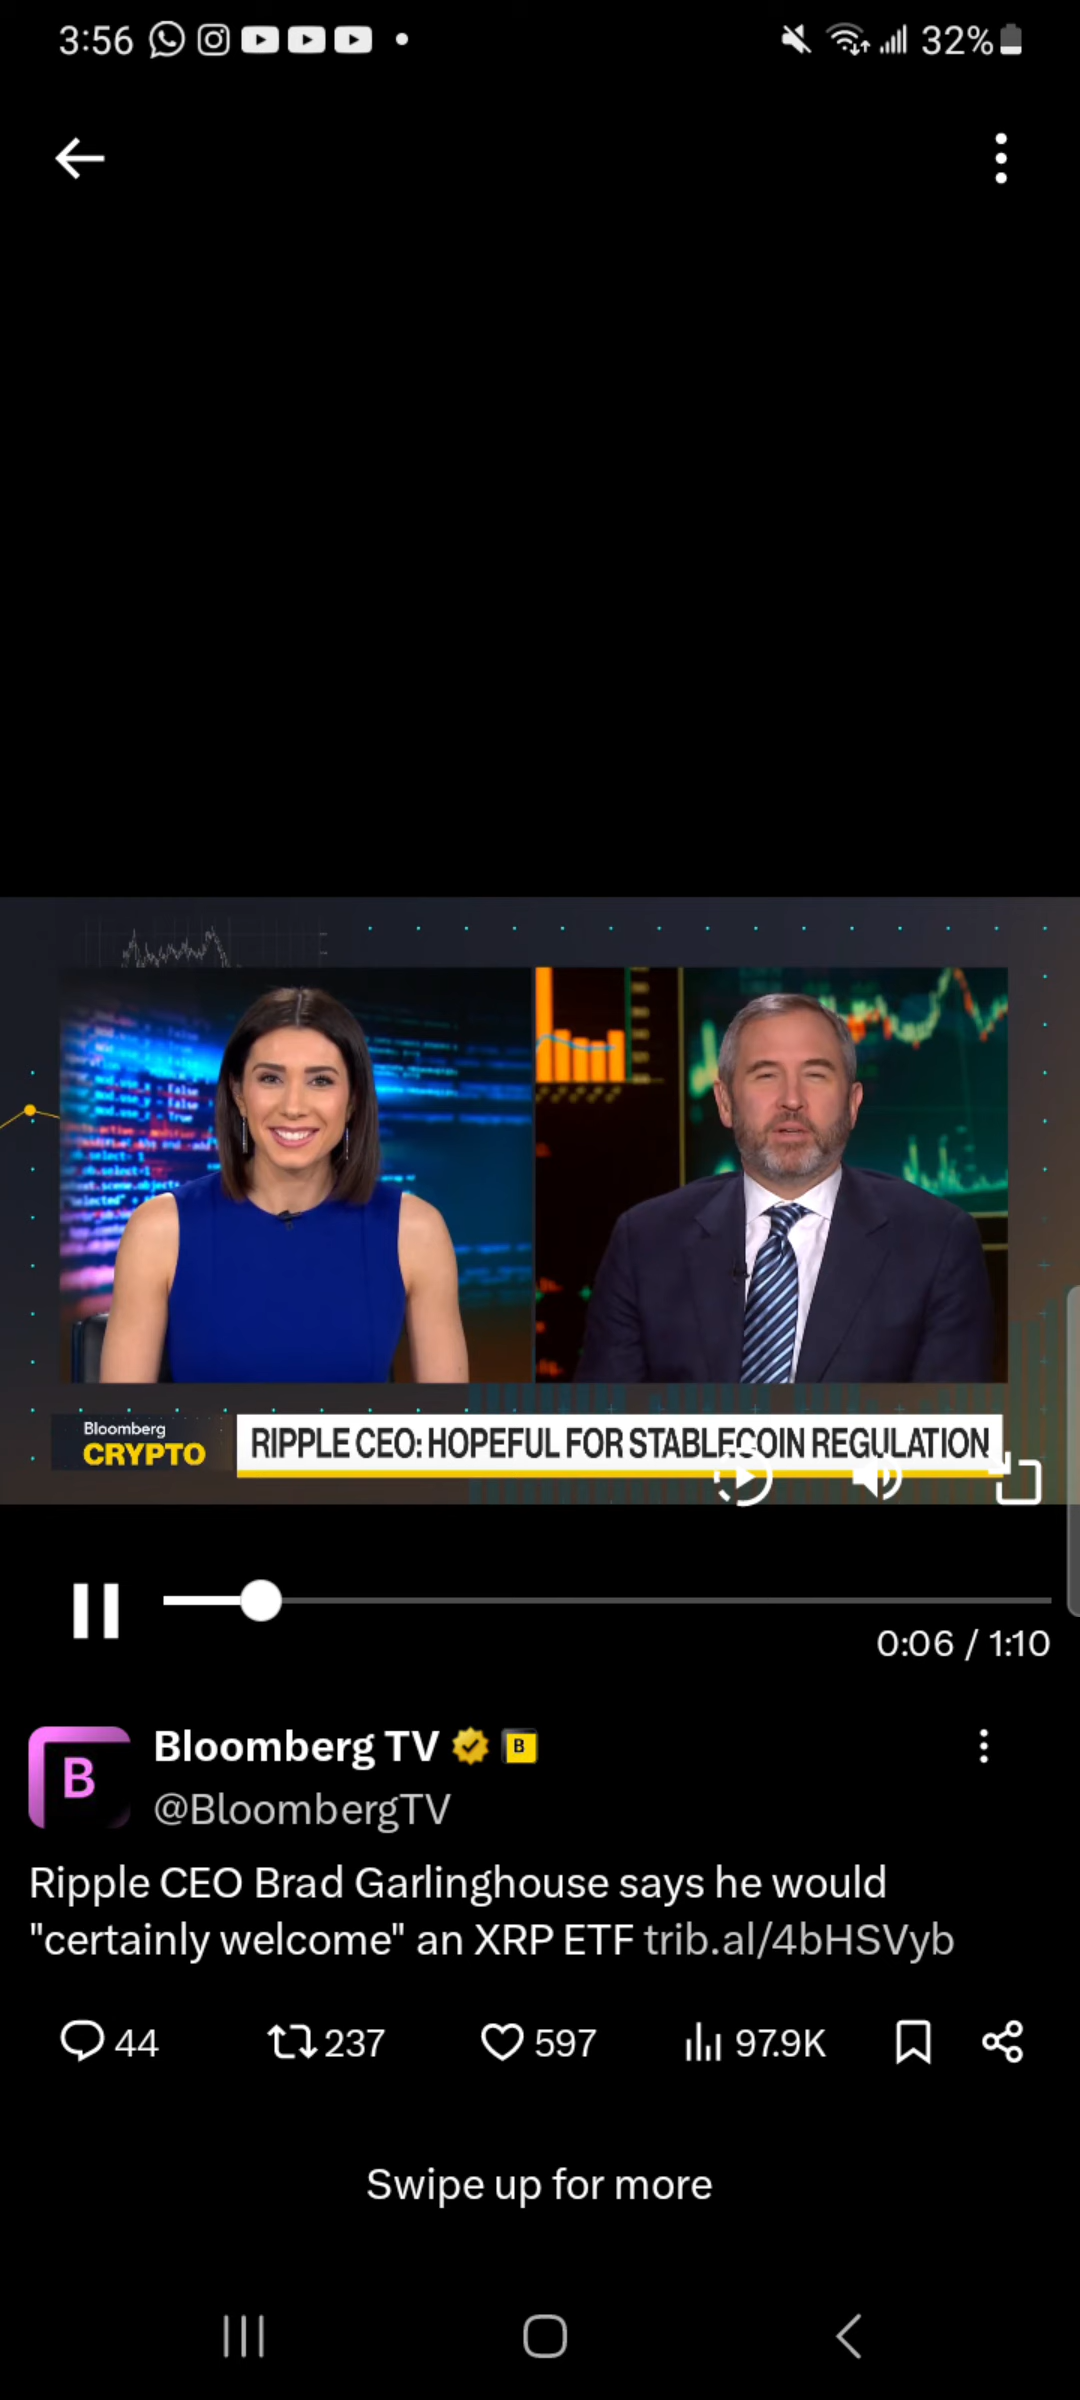 3:56
32%
Bloomberg
CRYPTO
RIPPLE CEO: HOPEFUL FOR STABLECOIN REGULATION
0:06 / 1:10
B
Bloomberg TV
B
@BloombergTV
Ripple CEO Brad Garlinghouse says he would
"certainly welcome" an XRP ETF trib.al/4bHSVyb
44
237
597
97.9K
Swipe up for more